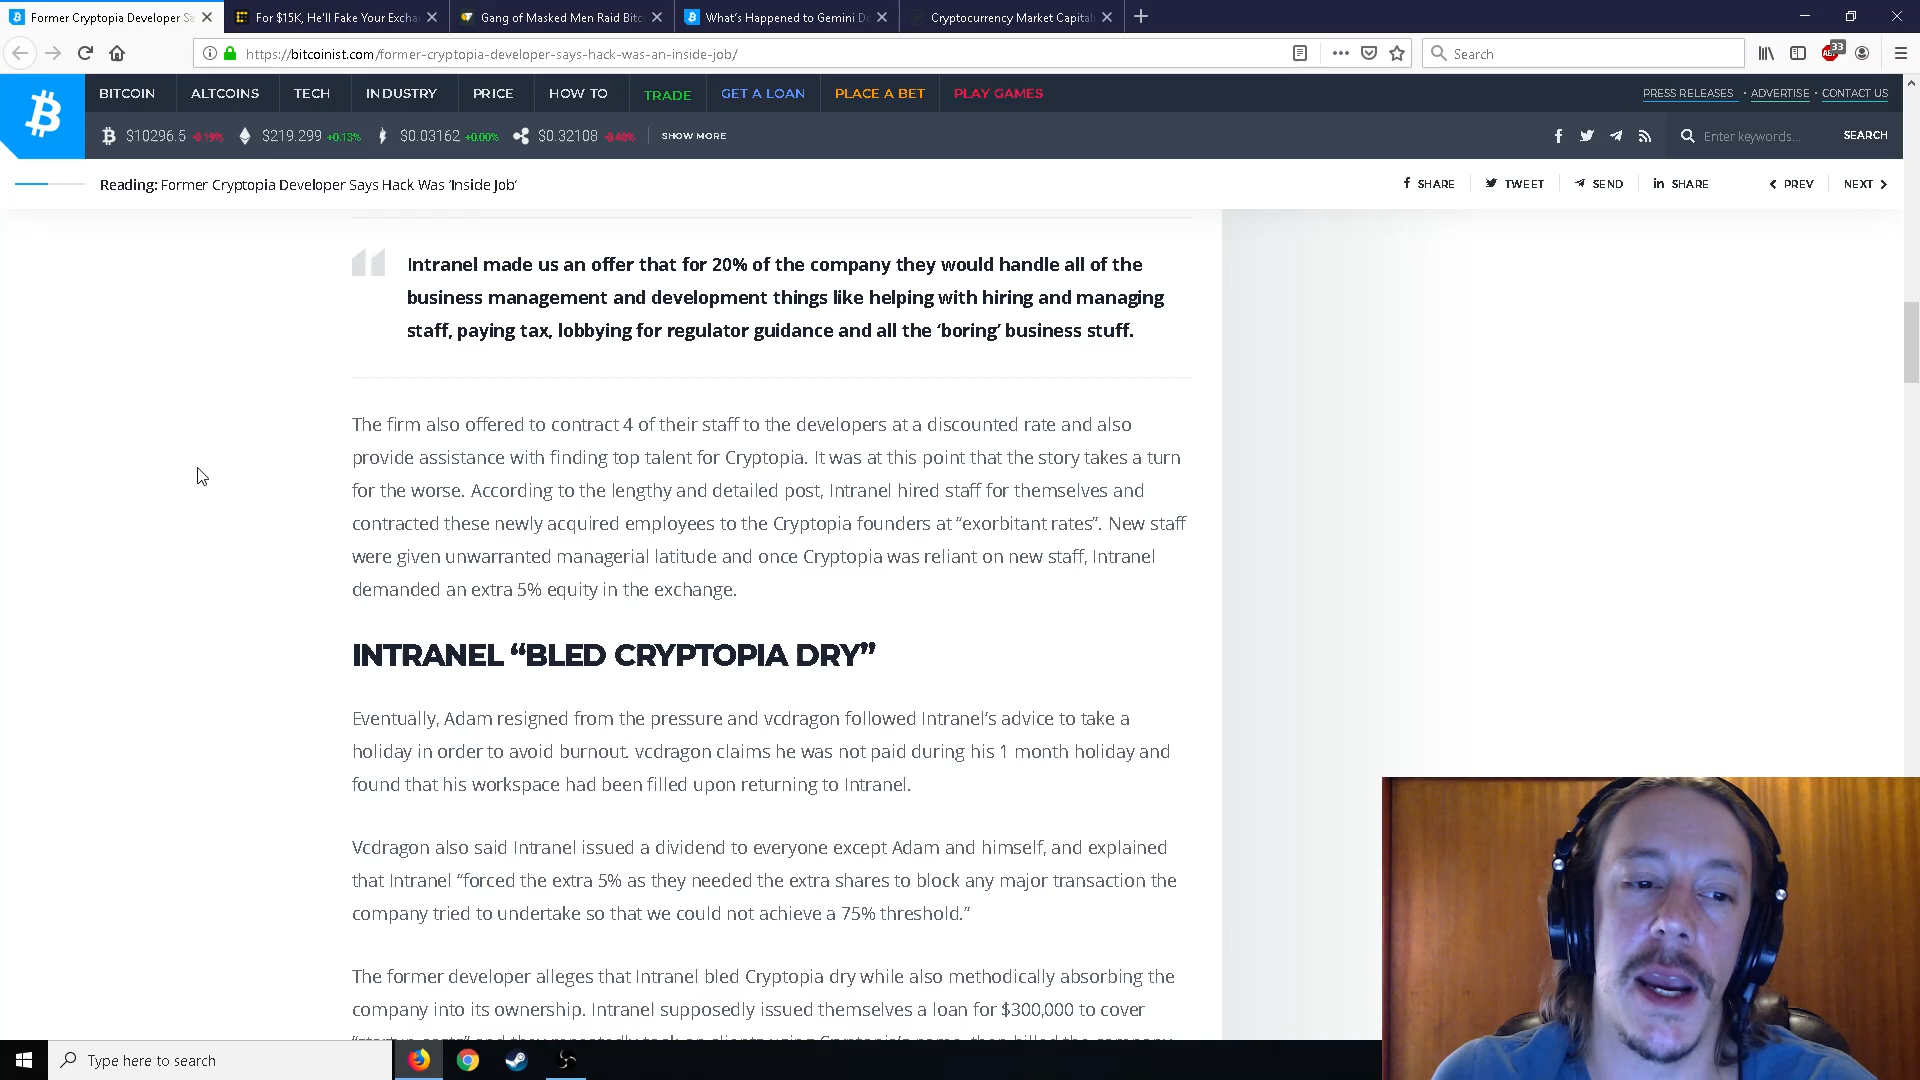 Former Cryptopia Developer Sa
For $15K, He'll Fake Your Excha
Gang of Masked Men Raid Bitc
What's Happened to Gemini Do
Cryptocurrency Market Capital
https://bitcoinist.com/former-cryptopia-developer-says-hack-was-an-inside-job/
Search
33
BITCOIN
ALTCOINS
TECH
INDUSTRY
PRICE
HOW TO
TRADE
GET A LOAN
PLACE A BET
PLAY GAMES
PRESS RELEASES · ADVERTISE · CONTACT US
$10296.5 -0.19%
$219.299 +0.13%
$0.03162 +0.00%
$0.32108 -0.40%
SHOW MORE
Enter keywords...
SEARCH
Reading: Former Cryptopia Developer Says Hack Was ‘Inside Job’
SHARE
TWEET
SEND
SHARE
PREV
NEXT
Intranel made us an offer that for 20% of the company they would handle all of the
business management and development things like helping with hiring and managing
staff, paying tax, lobbying for regulator guidance and all the ‘boring’ business stuff.
The firm also offered to contract 4 of their staff to the developers at a discounted rate and also
provide assistance with finding top talent for Cryptopia. It was at this point that the story takes a turn
for the worse. According to the lengthy and detailed post, Intranel hired staff for themselves and
contracted these newly acquired employees to the Cryptopia founders at “exorbitant rates”. New staff
were given unwarranted managerial latitude and once Cryptopia was reliant on new staff, Intranel
demanded an extra 5% equity in the exchange.
INTRANEL “BLED CRYPTOPIA DRY”
Eventually, Adam resigned from the pressure and vcdragon followed Intranel’s advice to take a
holiday in order to avoid burnout. vcdragon claims he was not paid during his 1 month holiday and
found that his workspace had been filled upon returning to Intranel.
Vcdragon also said Intranel issued a dividend to everyone except Adam and himself, and explained
that Intranel “forced the extra 5% as they needed the extra shares to block any major transaction the
company tried to undertake so that we could not achieve a 75% threshold.”
The former developer alleges that Intranel bled Cryptopia dry while also methodically absorbing the
company into its ownership. Intranel supposedly issued themselves a loan for $300,000 to cover
Type here to search